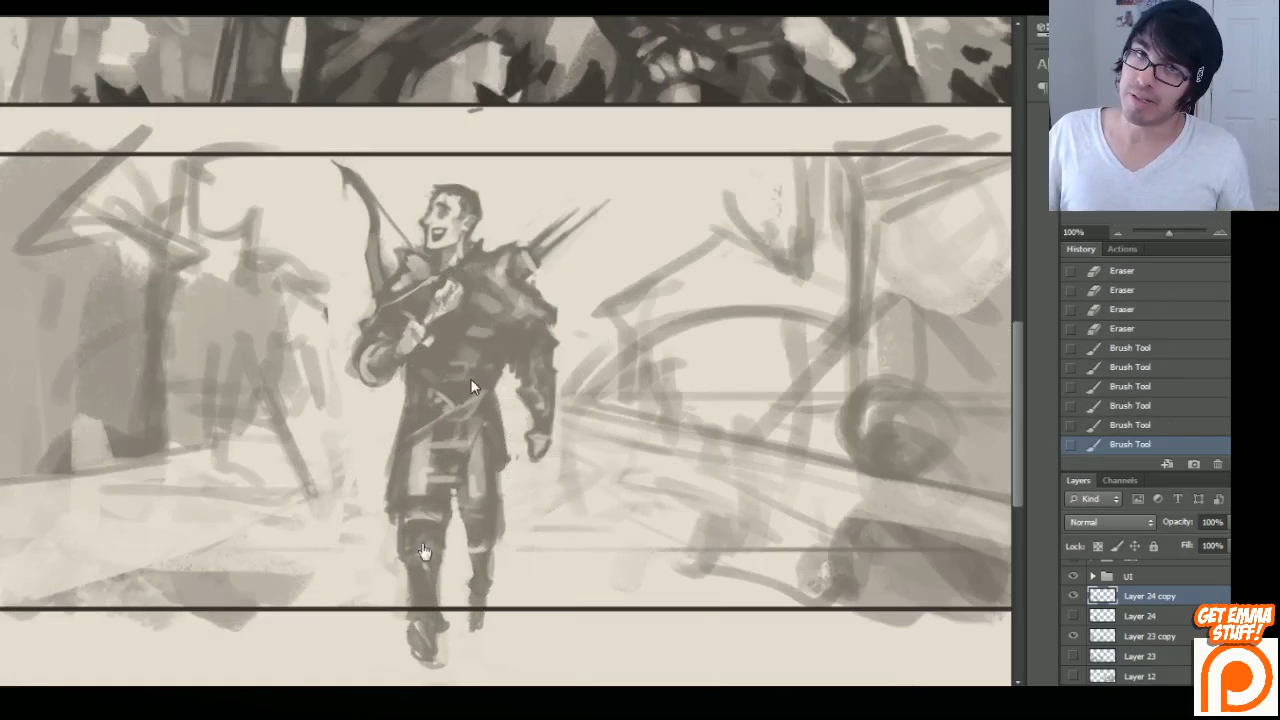 100%
History Actions
Eraser
Eraser
Eraser
Eraser
Brush Tool
Brush Tool
Brush Tool
Brush Tool
Brush Tool
Brush Tool
Layers Channels
Kind
Normal Opacity: 100%
Lock: Fill: 100%
UI
Layer 24 copy
Layer 24
Layer 23 copy
Layer 23
Layer 12
GET EMMA
STUFF!